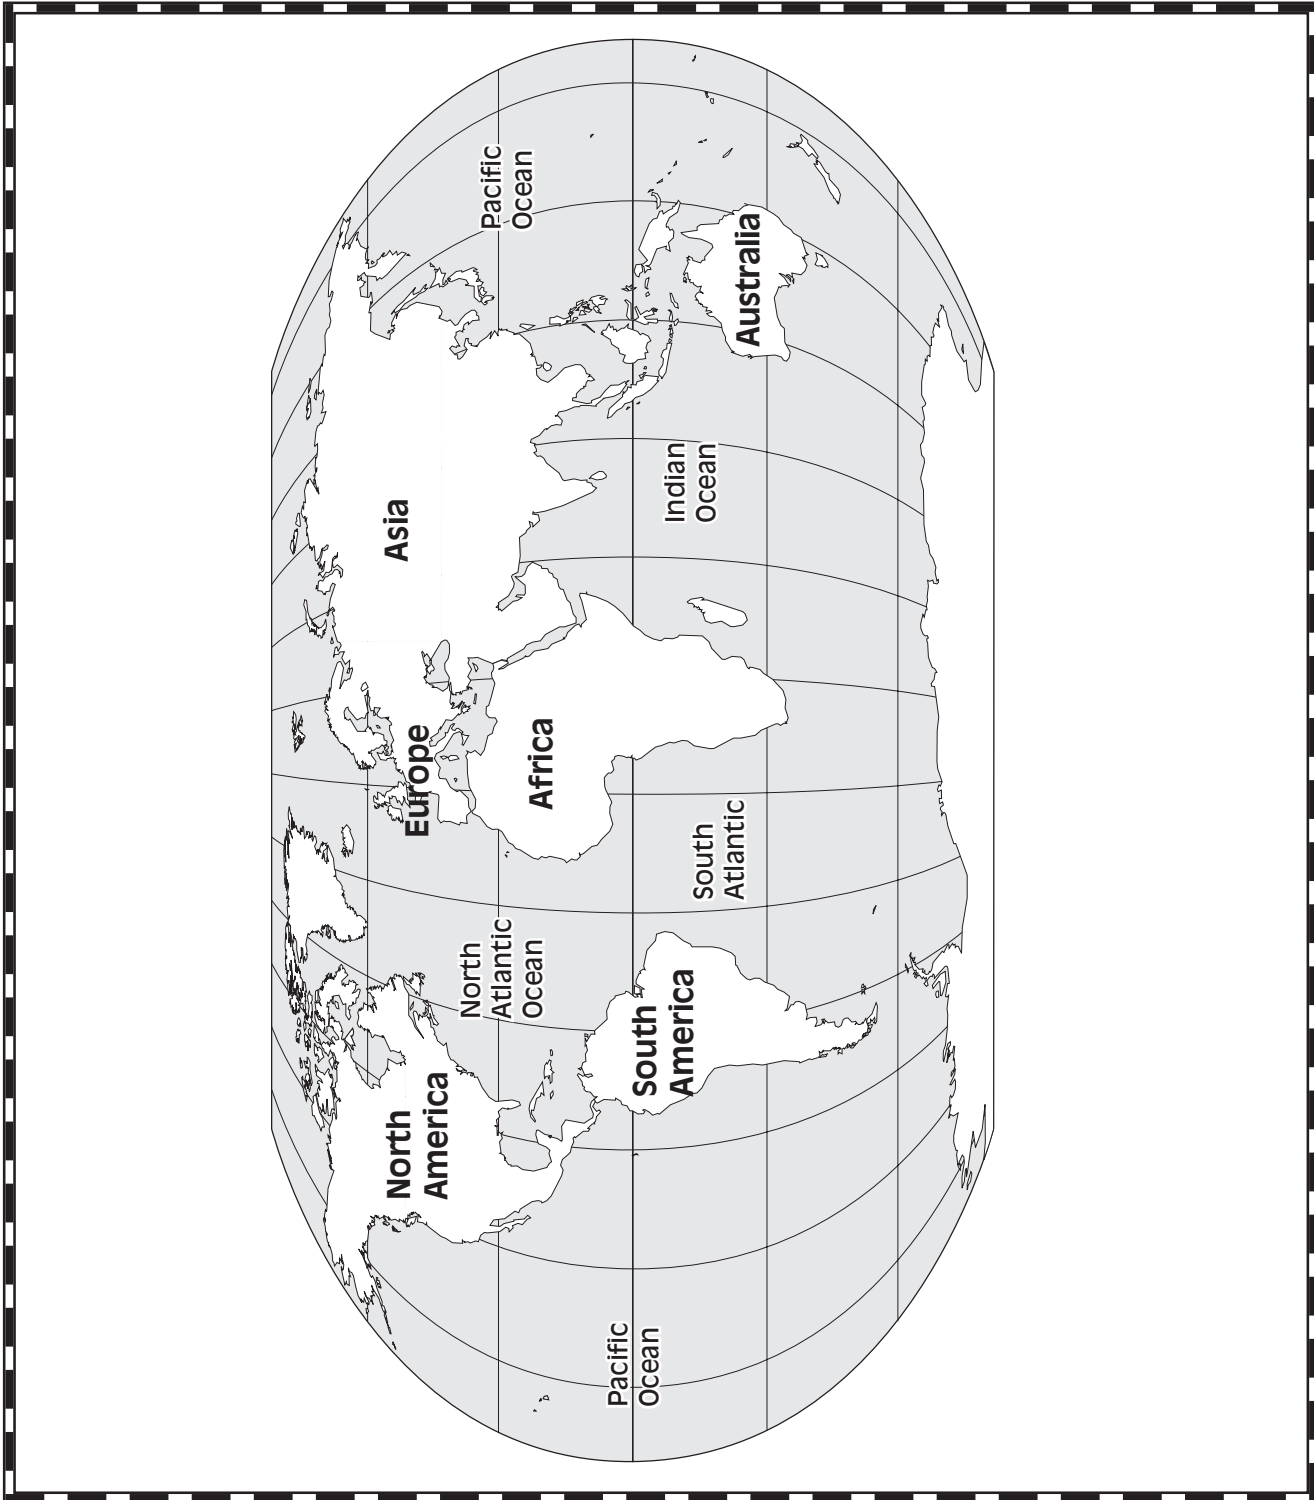 North
America
North
Atlantic
Ocean
Europe
Asia
Pacific
Ocean
Africa
Pacific
Ocean
South
America
South
Atlantic
Indian
Ocean
Australia